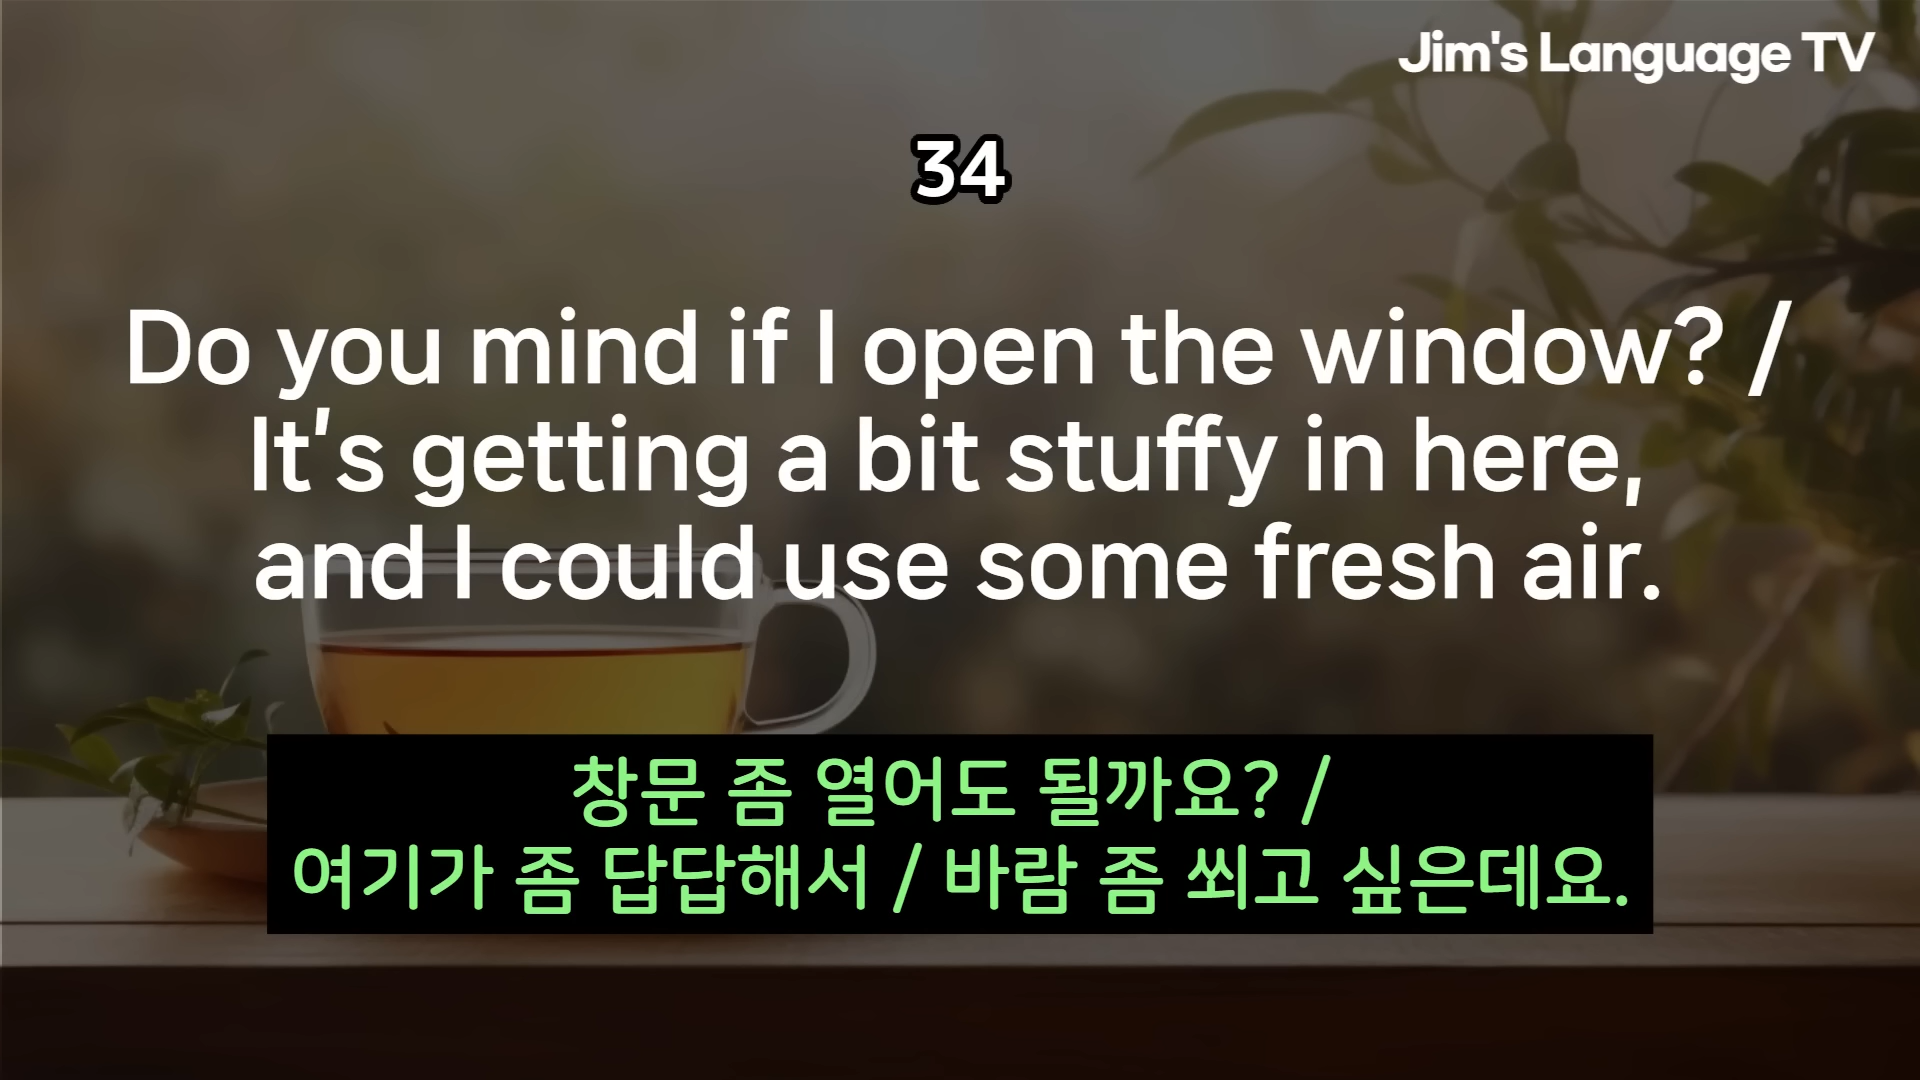 Jim's Language TV
34
Do you mind if I open the window? /
It's getting a bit stuffy in here,
and I could use some fresh air.
창문 좀 열어도 될까요? /
여기가 좀 답답해서 / 바람 좀 쐬고 싶은데요.